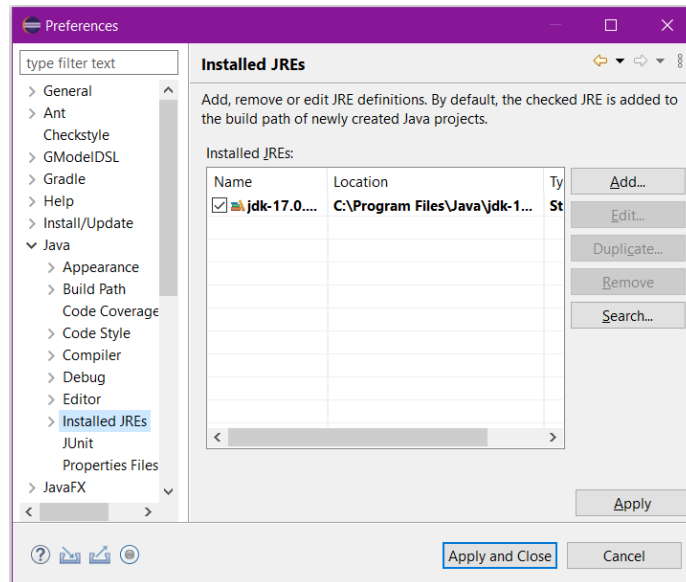 Preferences
type filter text
General
Ant
Checkstyle
GModelDSL
Gradle
Help
Install/Update
Java
Appearance
Build Path
Code Coverage
Code Style
Compiler
Debug
Editor
Installed JREs
JUnit
Properties Files
JavaFX
Installed JREs
Add, remove or edit JRE definitions. By default, the checked JRE is added to
the build path of newly created Java projects.
Installed JREs:
Name Location Ty
jdk-17.0.... C:\Program Files\Java\jdk-1... St
Add...
Edit...
Duplicate...
Remove
Search...
Apply
Apply and Close Cancel